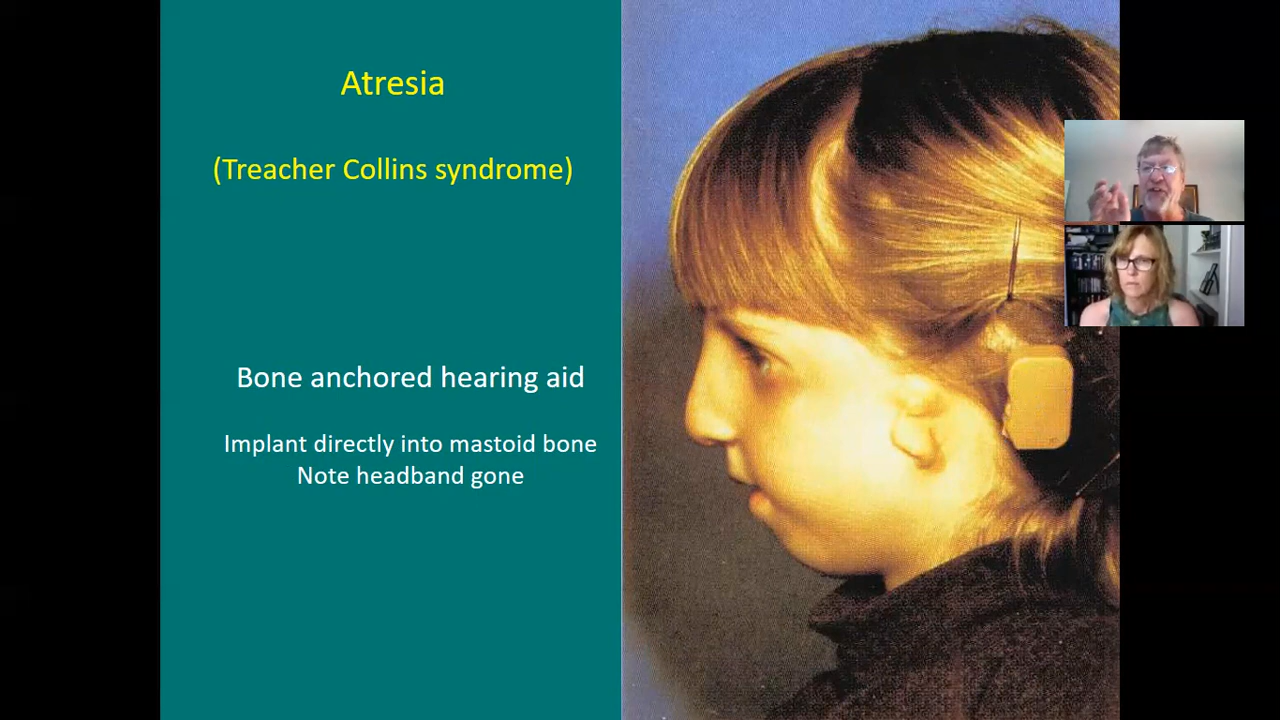 Atresia
(Treacher Collins syndrome)
Bone anchored hearing aid
Implant directly into mastoid bone
Note headband gone